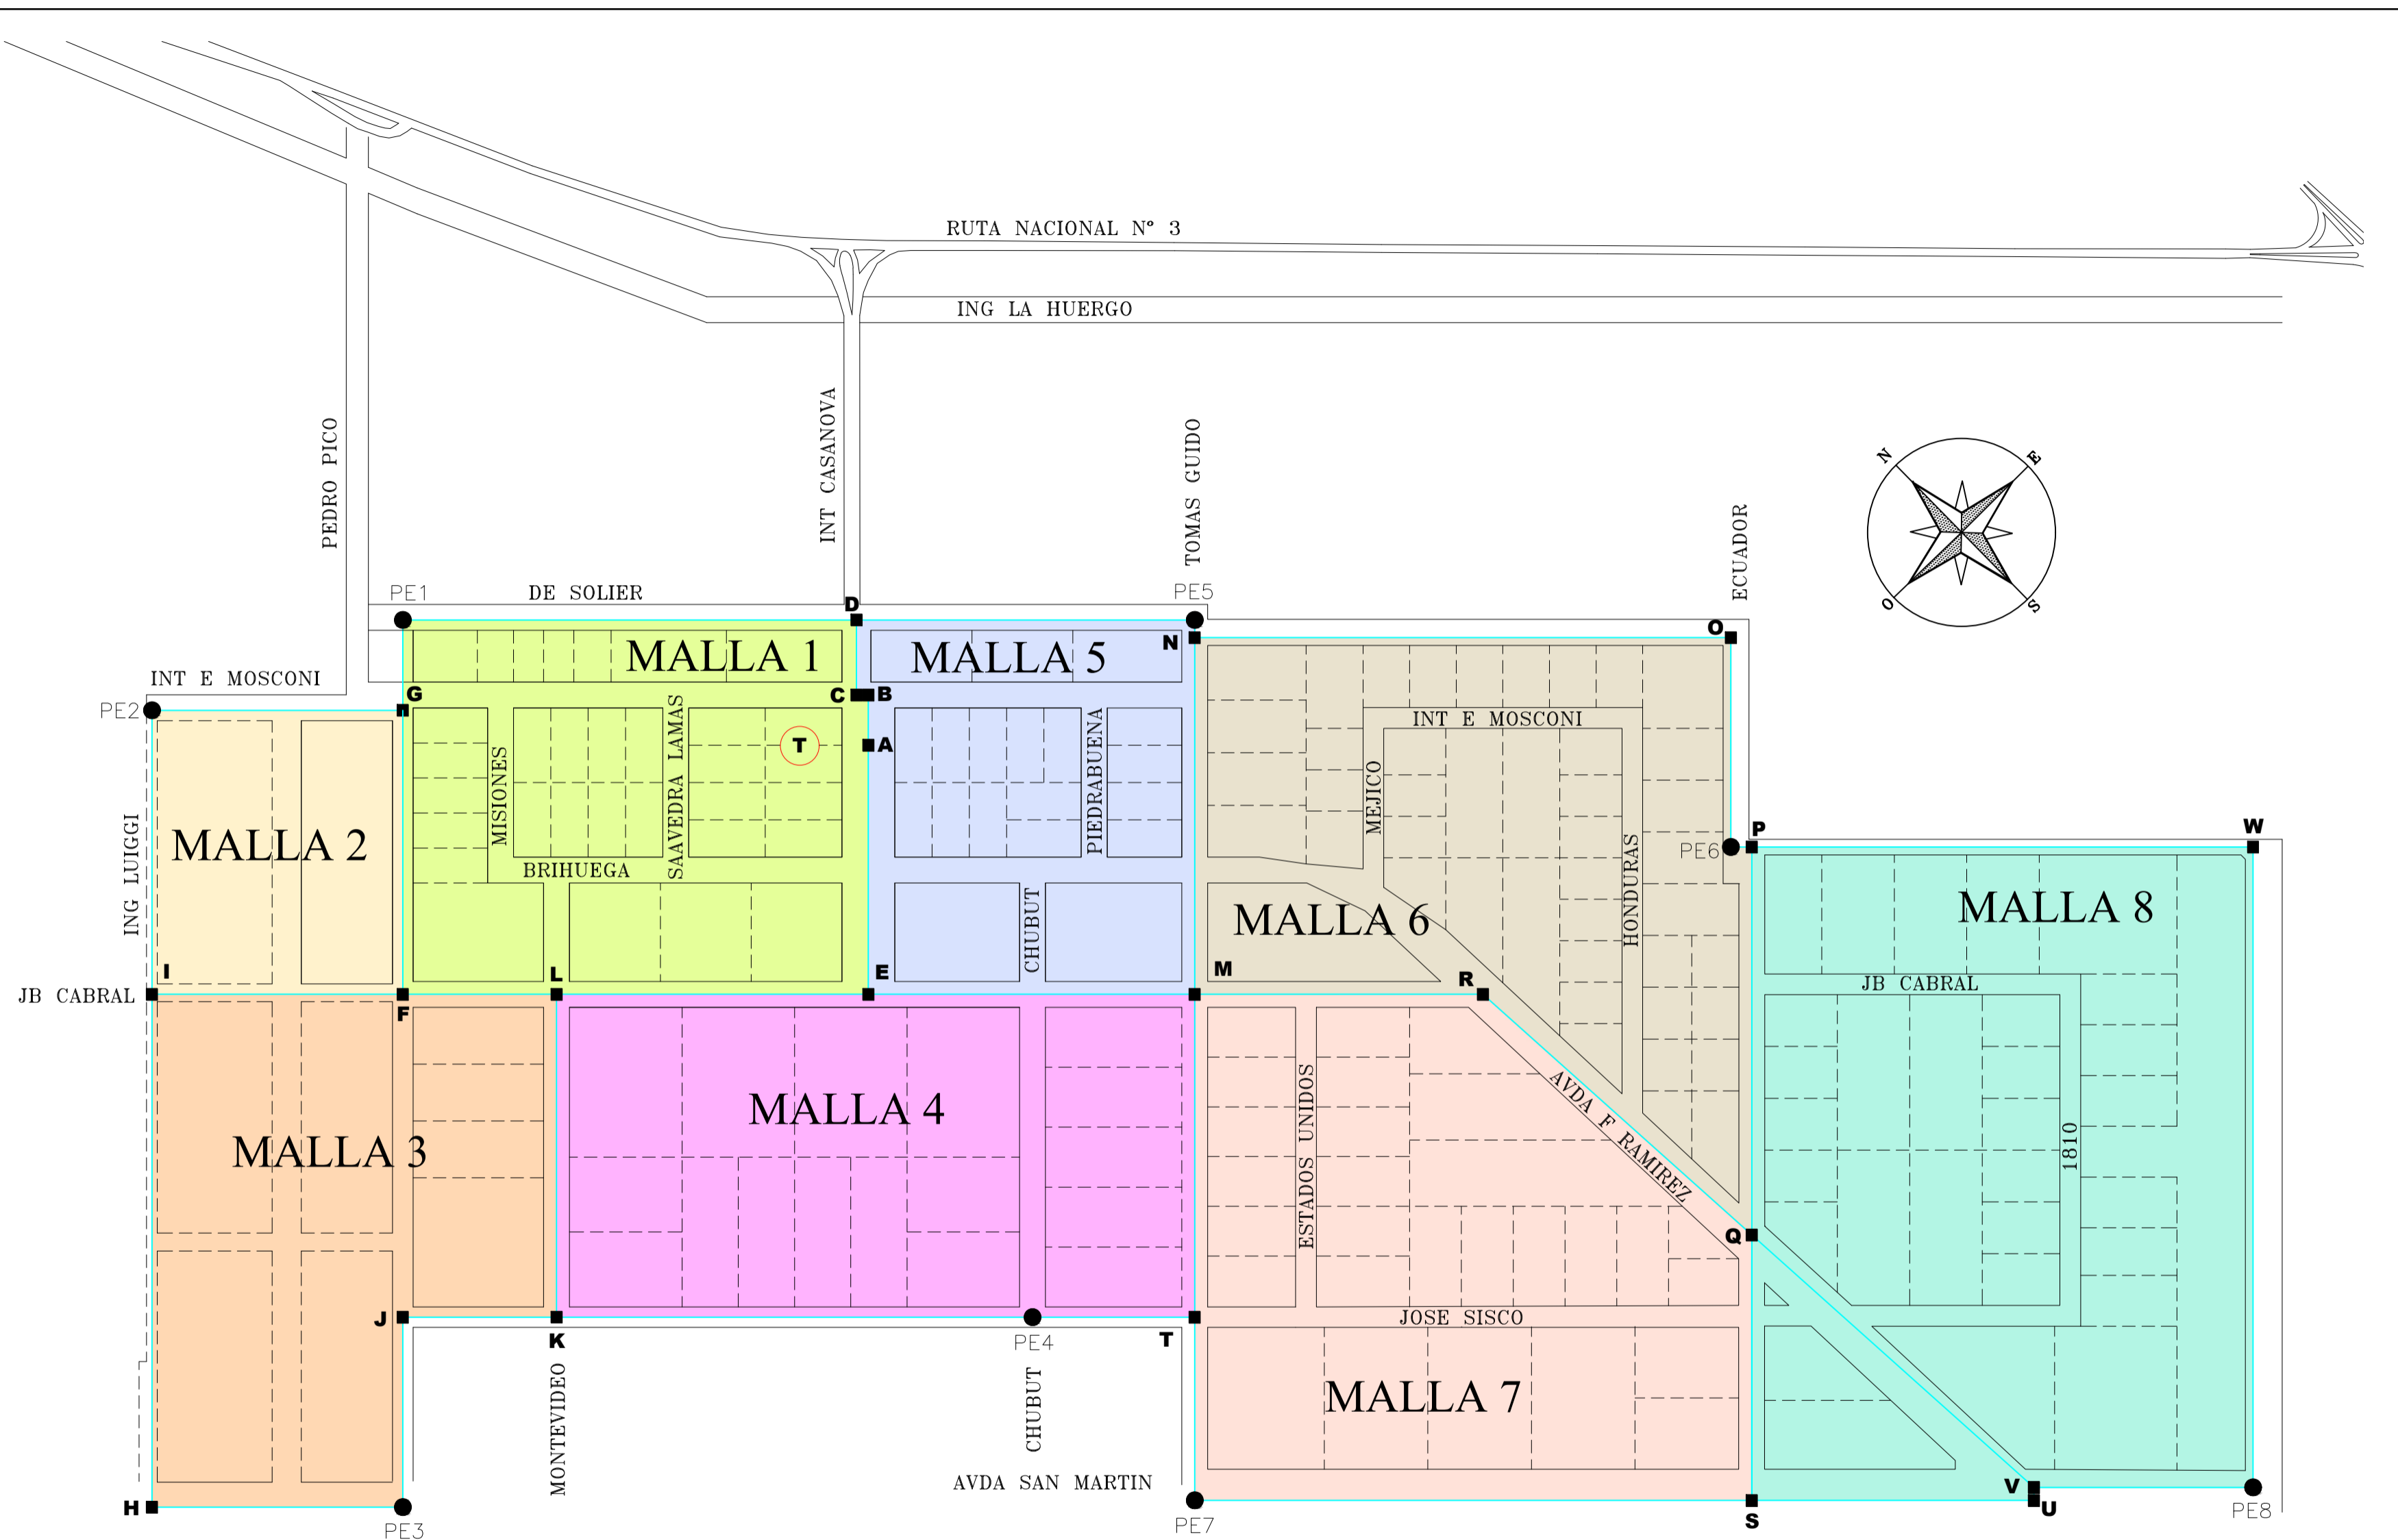 RUTA NACIONAL N° 3
ING LA HUERGO
PEDRO PICO
INT CASANOVA
TOMAS GUIDO
ECUADOR
N
E
O
S
PE1
DE SOLIER
D
PE5
N
O
MALLA 1
MALLA 5
INT E MOSCONI
PE2
G
C
B
A
T
MISIONES
SAAVEDRA LAMAS
PIEDRABUENA
INT E MOSCONI
MEJICO
HONDURAS
PE6
P
W
ING LUIGGI
MALLA 2
BRIHUEGA
CHUBUT
MALLA 6
MALLA 8
I
JB CABRAL
F
L
E
M
R
JB CABRAL
MALLA 3
MALLA 4
ESTADOS UNIDOS
AVDA F RAMIREZ
1810
Q
J
K
PE4
T
JOSE SISCO
MONTEVIDEO
CHUBUT
MALLA 7
AVDA SAN MARTIN
H
PE3
PE7
S
V
U
PE8